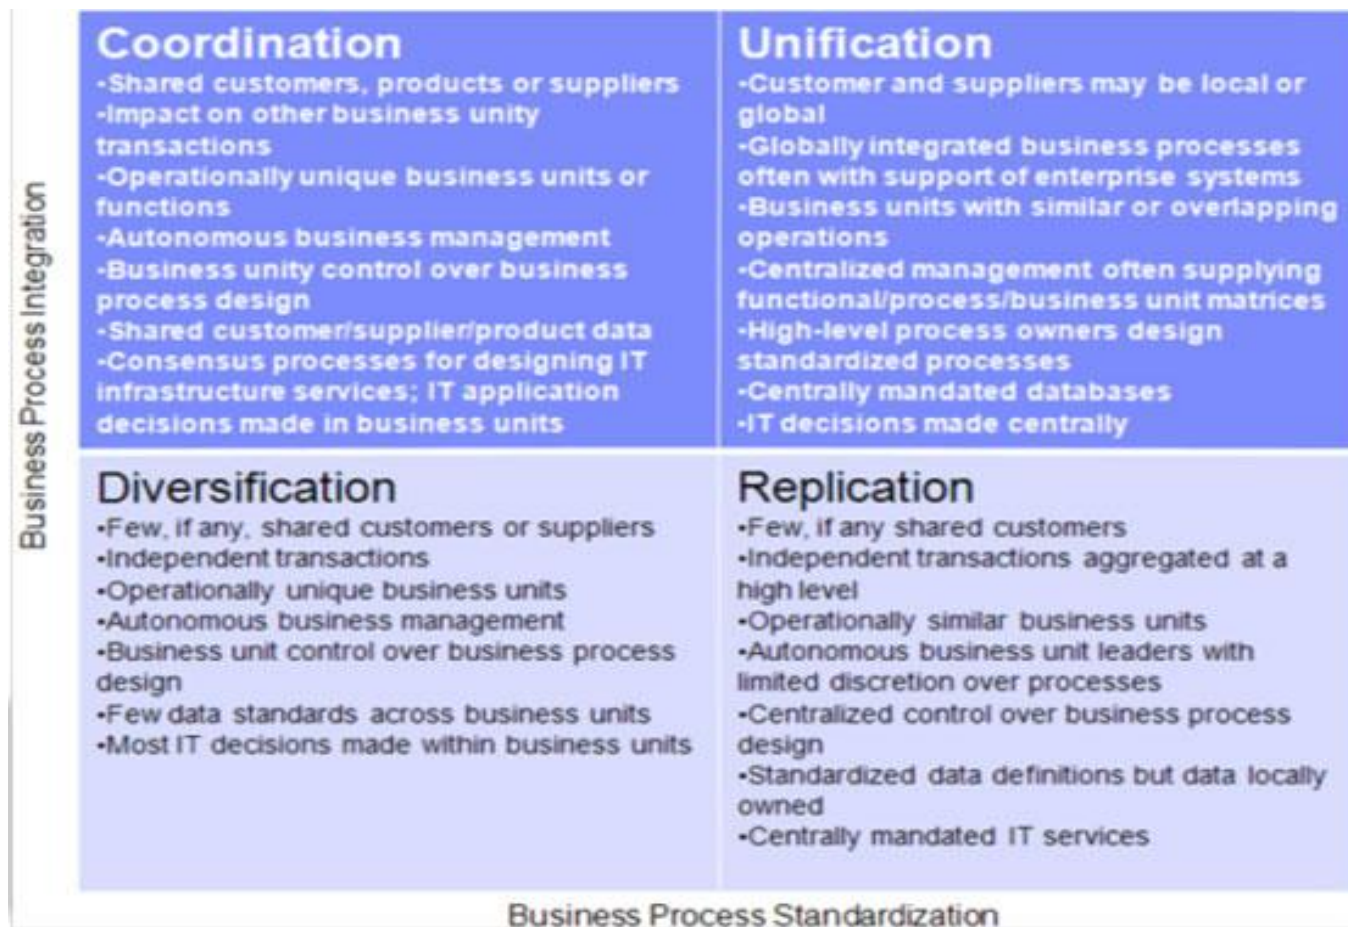 Business Process Integration
Coordination
-Shared customers, products or suppliers
-Impact on other business unity
transactions
-Operationally unique business units or
functions
-Autonomous business management
-Business unity control over business
process design
-Shared customer/supplier/product data
-Consensus processes for designing IT
infrastructure services; IT application
decisions made in business units
Unification
-Customer and suppliers may be local or
global
-Globally integrated business processes
often with support of enterprise systems
-Business units with similar or overlapping
operations
-Centralized management often supplying
functional/process/business unit matrices
-High-level process owners design
standardized processes
-Centrally mandated databases
-IT decisions made centrally
Diversification
•Few, if any, shared customers or suppliers
•Independent transactions
•Operationally unique business units
•Autonomous business management
•Business unit control over business process
design
•Few data standards across business units
•Most IT decisions made within business units
Replication
•Few, if any shared customers
•Independent transactions aggregated at a
high level
•Operationally similar business units
•Autonomous business unit leaders with
limited discretion over processes
•Centralized control over business process
design
•Standardized data definitions but data locally
owned
•Centrally mandated IT services
Business Process Standardization